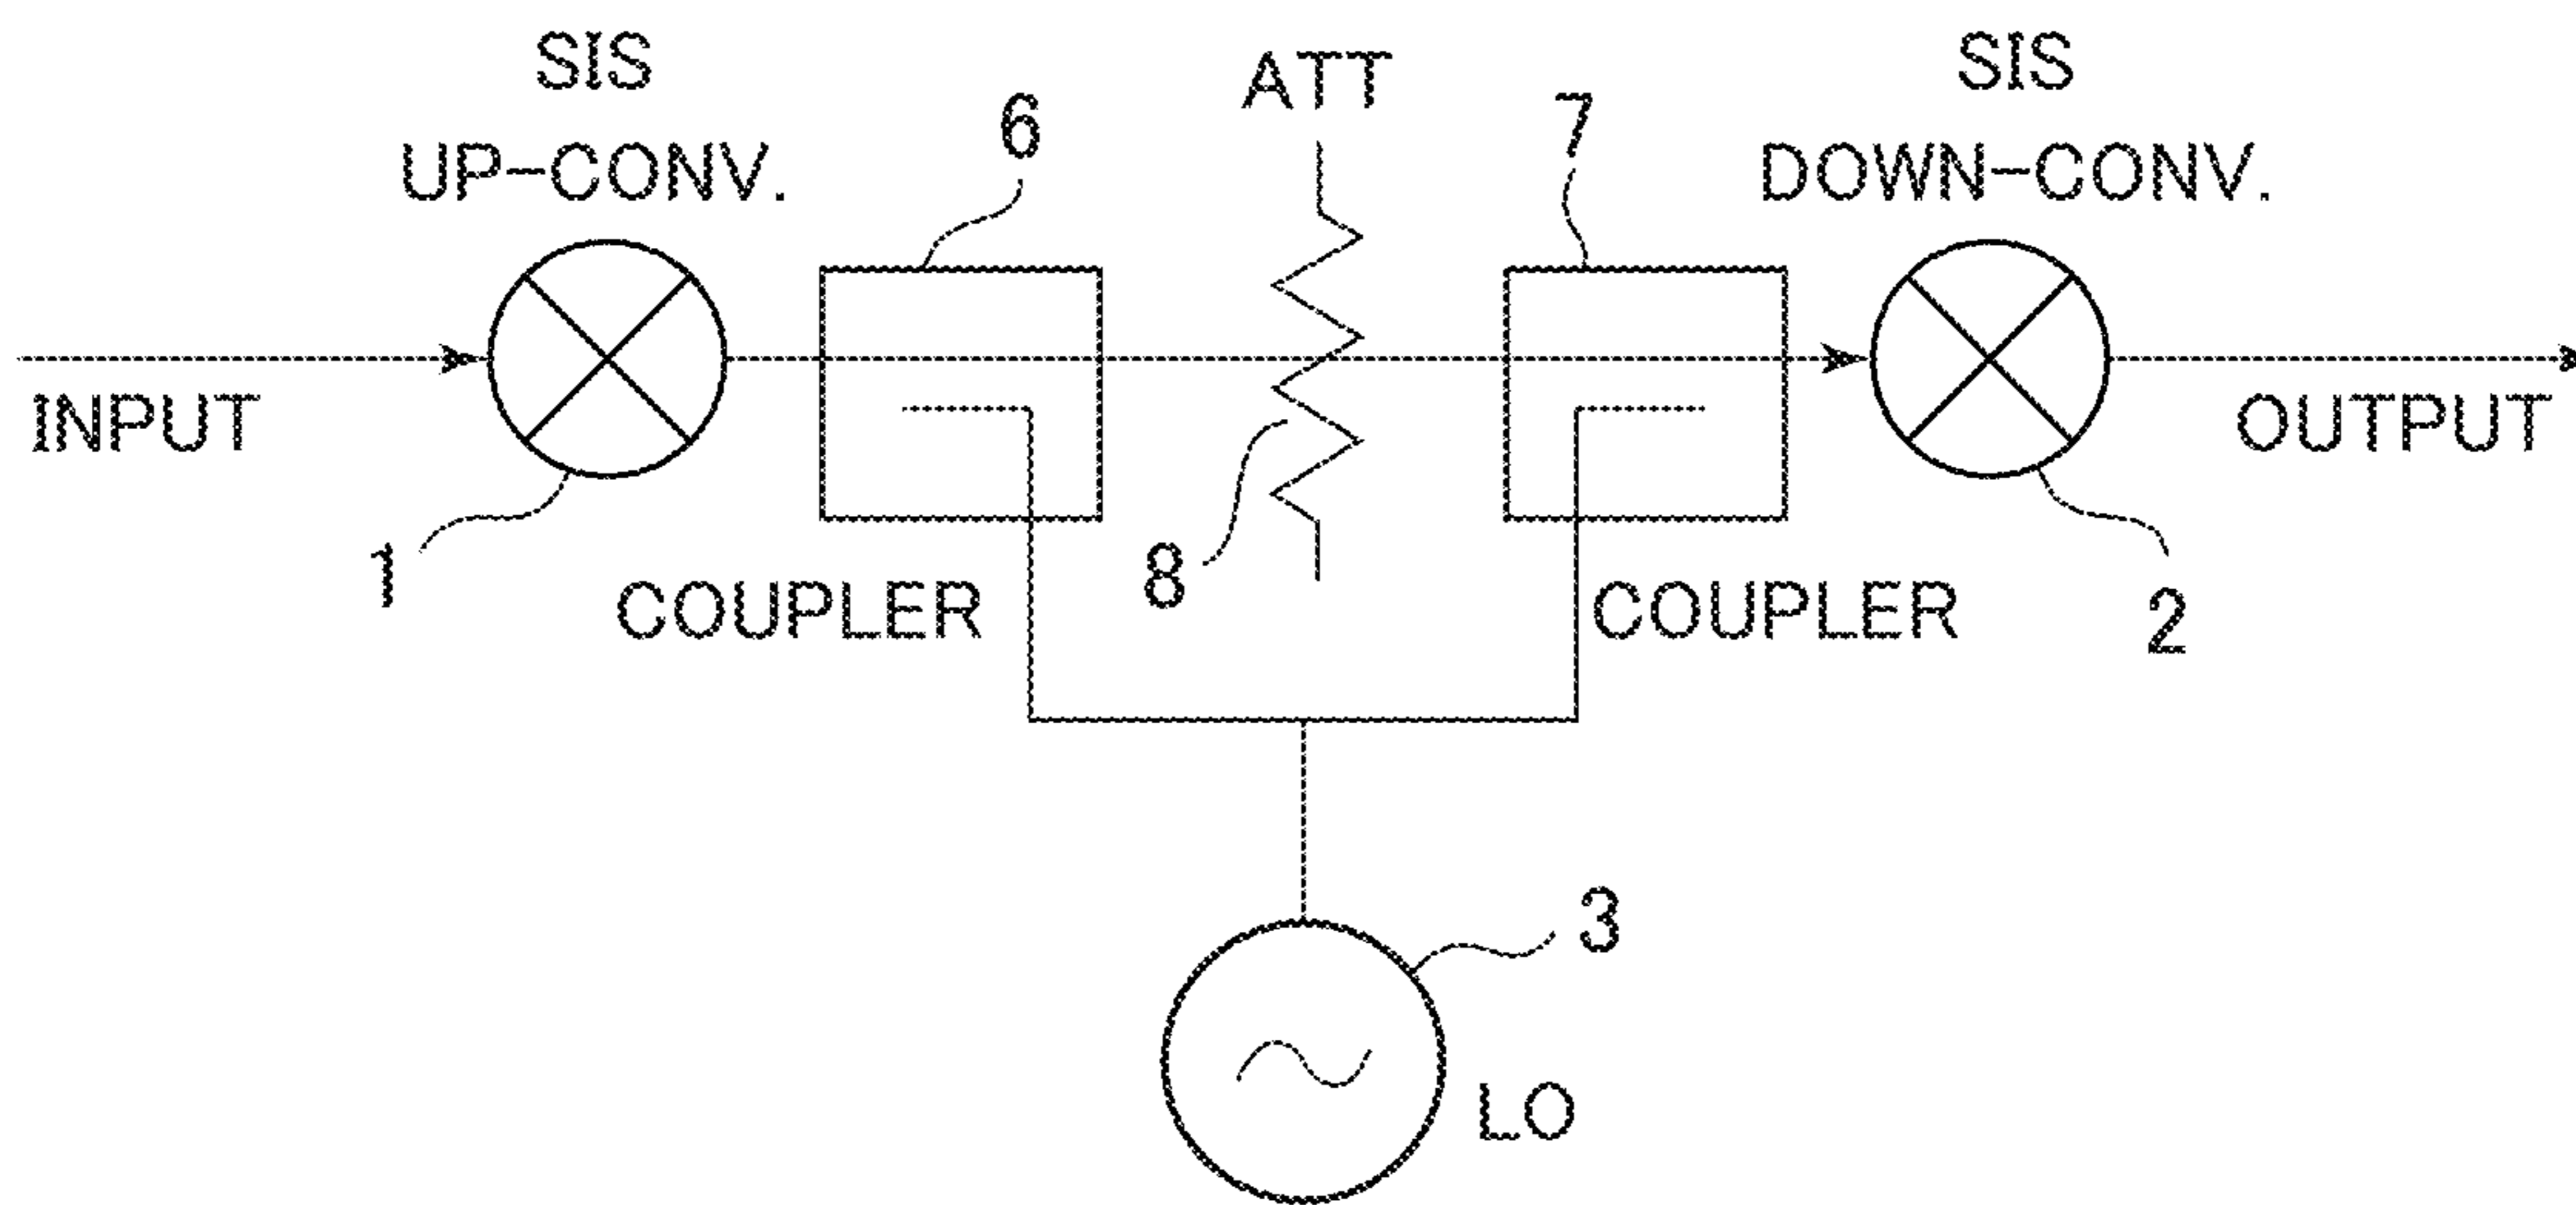 SIS
UP-CONV.
6
ATT
7
SIS
DOWN-CONV.
INPUT
OUTPUT
1
COUPLER
8
COUPLER
2
3
LO